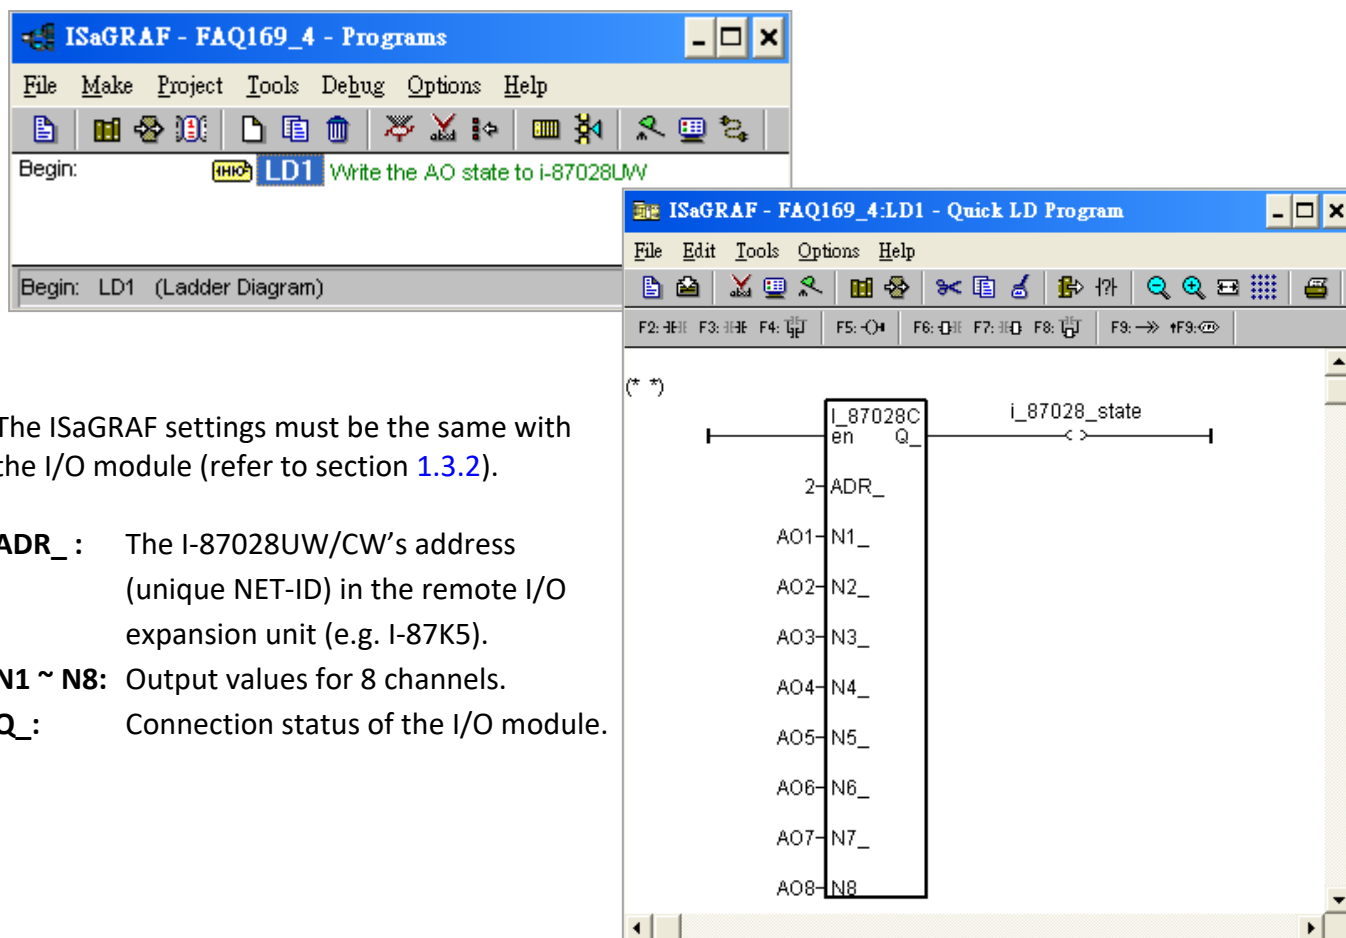 ISaGRAF - FAQ169_4 - Programs
File Make Project Tools Debug Options Help
Begin: LD1 Write the AO state to i-87028UW
Begin: LD1 (Ladder Diagram)
ISaGRAF - FAQ169_4:LD1 - Quick LD Program
File Edit Tools Options Help
F2: F3: F4: F5: F6: F7: F8: F9: F9:
(* *)
I_87028C
i_87028_state
en Q_
2 ADR_
AO1 N1_
AO2 N2_
AO3 N3_
AO4 N4_
AO5 N5_
AO6 N6_
AO7 N7_
AO8 N8
The ISaGRAF settings must be the same with
the I/O module (refer to section 1.3.2).
ADR_ : The I-87028UW/CW’s address
(unique NET-ID) in the remote I/O
expansion unit (e.g. I-87K5).
N1 ~ N8: Output values for 8 channels.
Q_: Connection status of the I/O module.